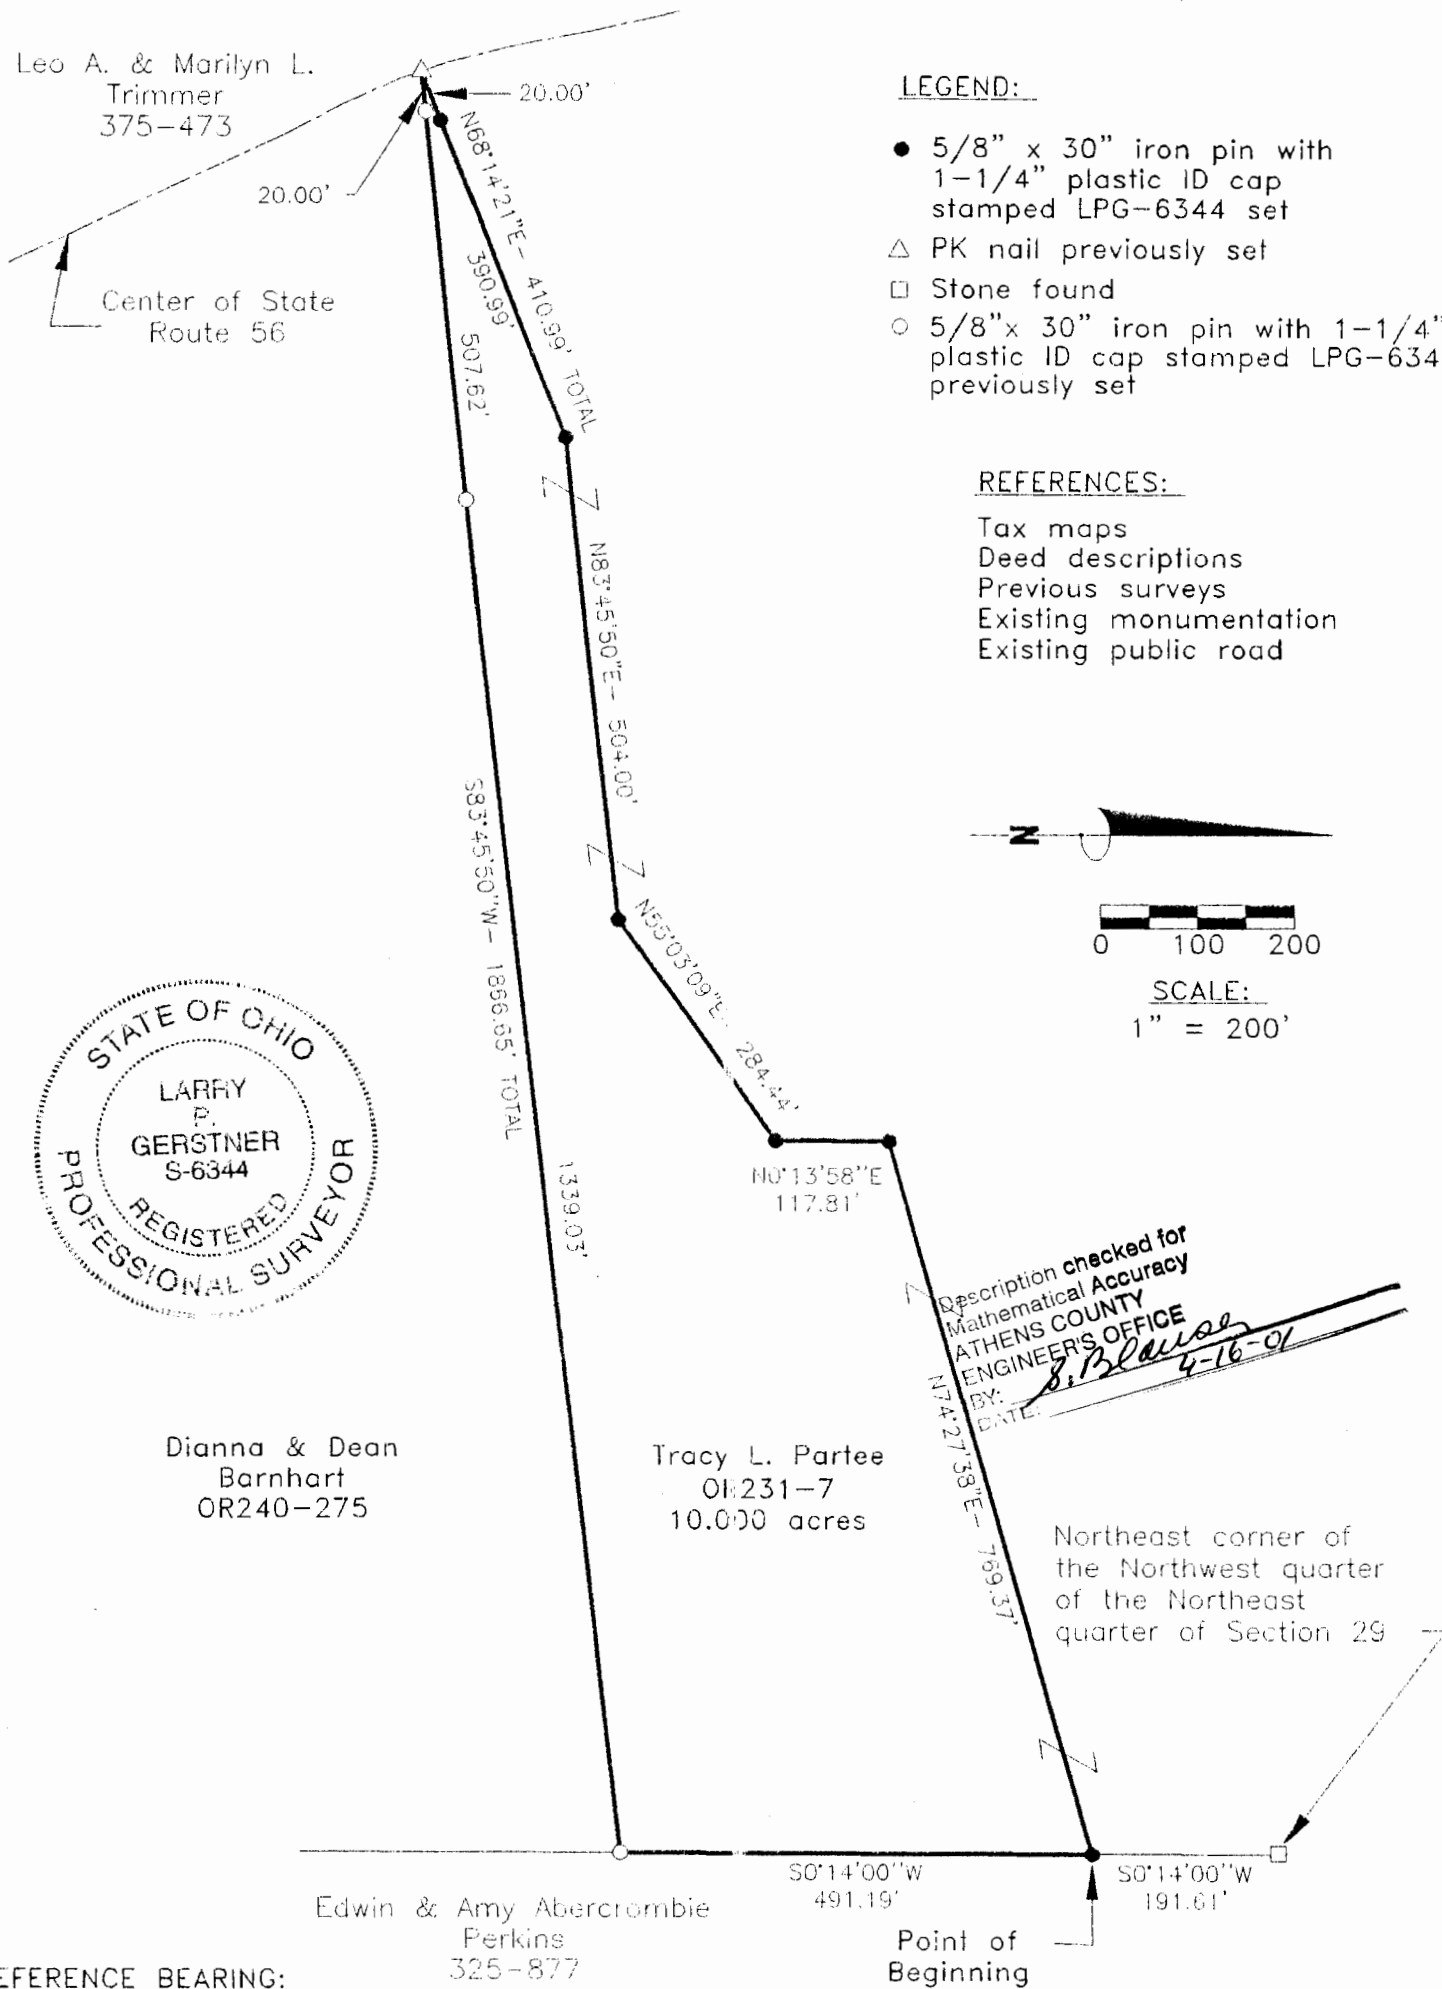 Leo A. & Marilyn L.
Trimmer
375-473
20.00'
20.00'
Center of State
Route 56
N68°14'21"E - 410.99' TOTAL
390.99'
507.62'
LEGEND:
● 5/8" x 30" iron pin with
1-1/4" plastic ID cap
stamped LPG-6344 set
△ PK nail previously set
□ Stone found
○ 5/8"x 30" iron pin with 1-1/4"
plastic ID cap stamped LPG-634
previously set
REFERENCES:
Tax maps
Deed descriptions
Previous surveys
Existing monumentation
Existing public road
N83°45'50"E - 504.00'
S83°45'50"W - 1866.65' TOTAL
1339.03'
N
0 100 200
SCALE:
1" = 200'
N55°03'09"E - 284.44'
N0°13'58"E
117.81'
STATE OF OHIO
LARRY
P.
GERSTNER
S-6344
REGISTERED
PROFESSIONAL SURVEYOR
Description checked for
Mathematical Accuracy
ATHENS COUNTY
ENGINEER'S OFFICE
BY:
DATE: 4-16-01
N74°27'38"E - 769.37'
Dianna & Dean
Barnhart
OR240-275
Tracy L. Partee
OR231-7
10.000 acres
Northeast corner of
the Northwest quarter
of the Northeast
quarter of Section 29
S0°14'00"W
491.19'
S0°14'00"W
191.61'
Edwin & Amy Abercrombie
Perkins
325-877
Point of
Beginning
EFERENCE BEARING: